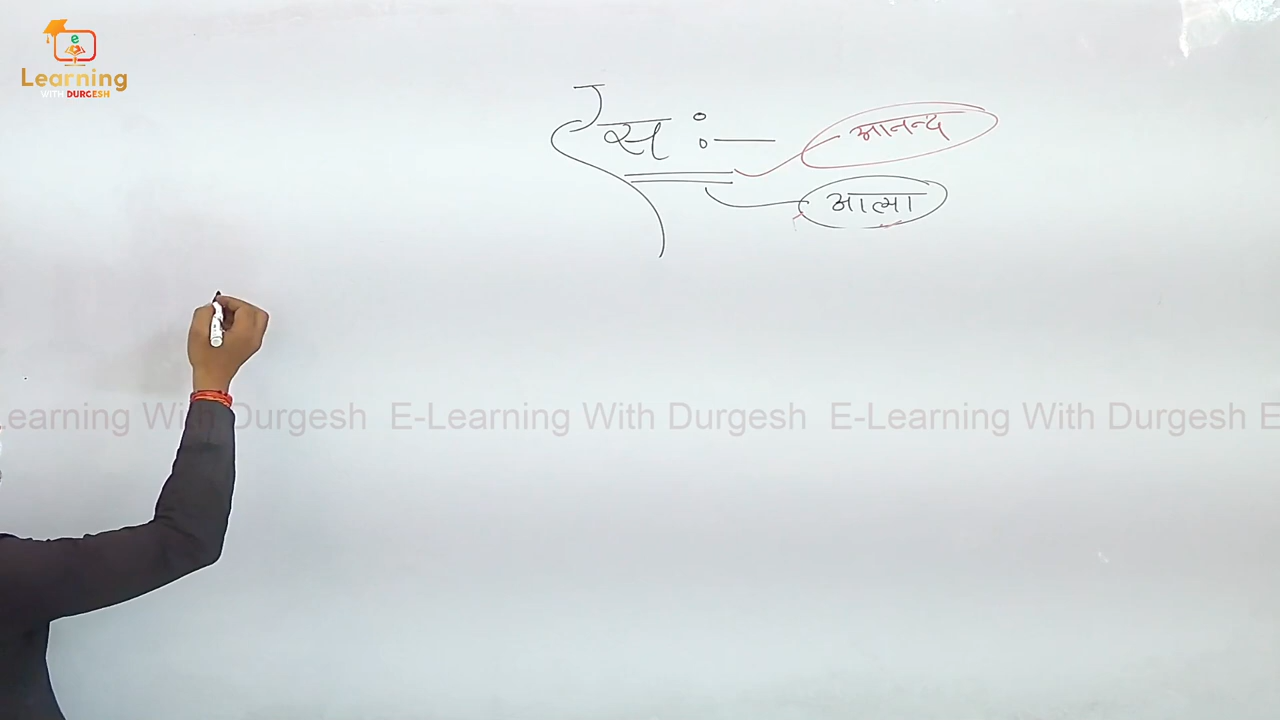 e
Learning
WITH DURGESH
रस :—
आनन्द
आत्मा
Learning With Durgesh E-Learning With Durgesh E-Learning With Durgesh E